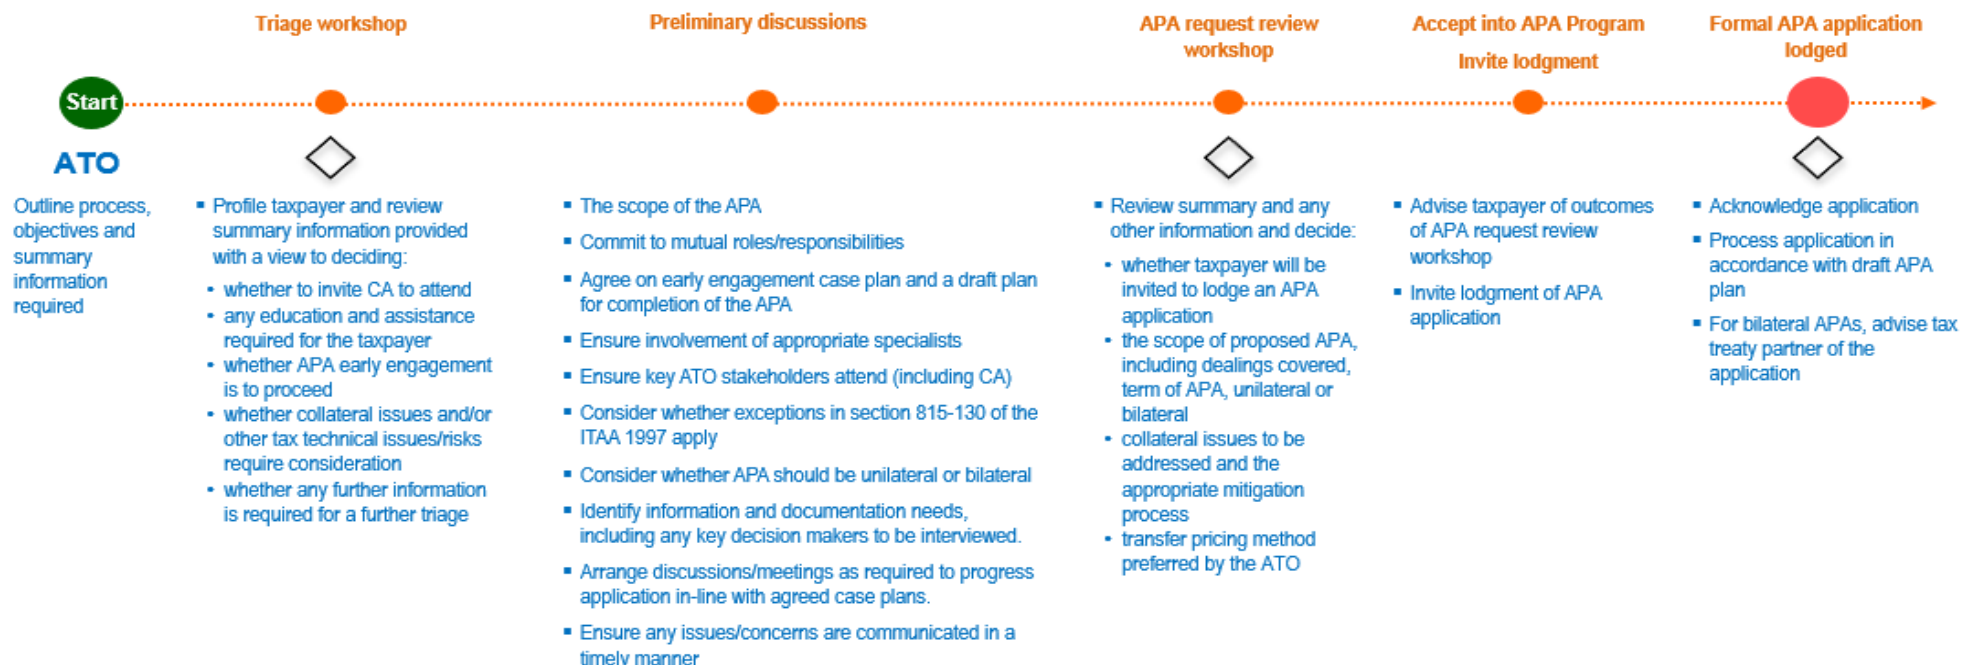 Triage workshop
Preliminary discussions
APA request review
workshop
Accept into APA Program
Invite lodgment
Formal APA application
lodged
Start
ATO
Outline process,
objectives and
summary
information
required
▪ Profile taxpayer and review
summary information provided
with a view to deciding:
• whether to invite CA to attend
• any education and assistance
required for the taxpayer
• whether APA early engagement
is to proceed
• whether collateral issues and/or
other tax technical issues/risks
require consideration
• whether any further information
is required for a further triage
▪ The scope of the APA
▪ Commit to mutual roles/responsibilities
▪ Agree on early engagement case plan and a draft plan
for completion of the APA
▪ Ensure involvement of appropriate specialists
▪ Ensure key ATO stakeholders attend (including CA)
▪ Consider whether exceptions in section 815-130 of the
ITAA 1997 apply
▪ Consider whether APA should be unilateral or bilateral
▪ Identify information and documentation needs,
including any key decision makers to be interviewed.
▪ Arrange discussions/meetings as required to progress
application in-line with agreed case plans.
▪ Ensure any issues/concerns are communicated in a
timely manner
▪ Review summary and any
other information and decide:
• whether taxpayer will be
invited to lodge an APA
application
• the scope of proposed APA,
including dealings covered,
term of APA, unilateral or
bilateral
• collateral issues to be
addressed and the
appropriate mitigation
process
• transfer pricing method
preferred by the ATO
▪ Advise taxpayer of outcomes
of APA request review
workshop
▪ Invite lodgment of APA
application
▪ Acknowledge application
▪ Process application in
accordance with draft APA
plan
▪ For bilateral APAs, advise tax
treaty partner of the
application